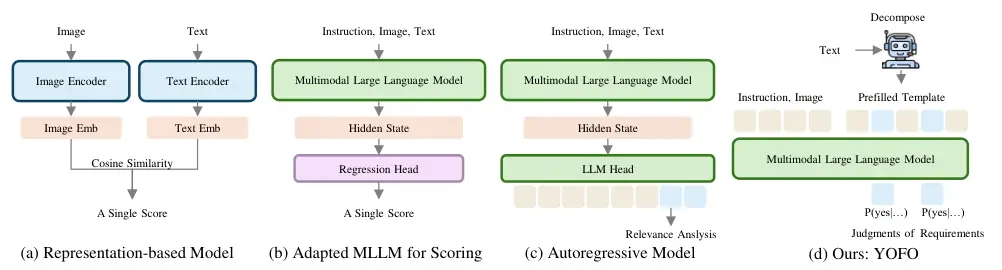 Image
Text
Image Encoder
Text Encoder
Image Emb
Text Emb
Cosine Similarity
A Single Score
(a) Representation-based Model
Instruction, Image, Text
Multimodal Large Language Model
Hidden State
Regression Head
A Single Score
(b) Adapted MLLM for Scoring
Instruction, Image, Text
Multimodal Large Language Model
Hidden State
LLM Head
Relevance Analysis
(c) Autoregressive Model
Decompose
Text
Instruction, Image
Prefilled Template
Multimodal Large Language Model
P(yes|...)
P(yes|...)
Judgments of Requirements
(d) Ours: YOFO